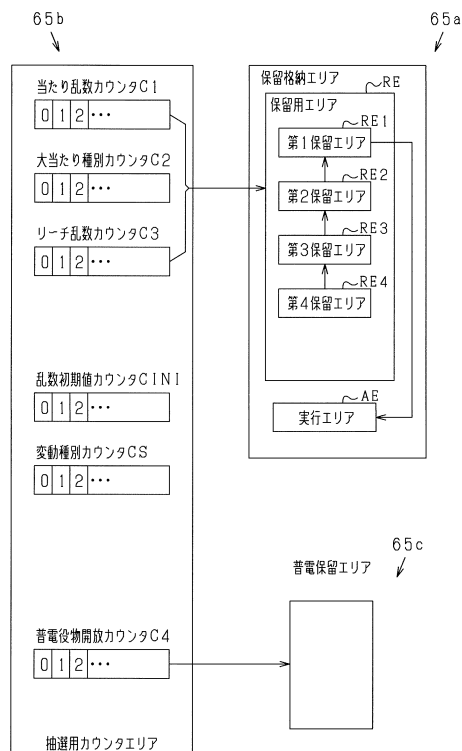 65b
65a
当たり乱数カウンタC1
0 1 2 ･･･
大当たり種別カウンタC2
0 1 2 ･･･
リーチ乱数カウンタC3
0 1 2 ･･･
乱数初期値カウンタCINI
0 1 2 ･･･
変動種別カウンタCS
0 1 2 ･･･
普電役物開放カウンタC4
0 1 2 ･･･
抽選用カウンタエリア
保留格納エリア
RE
保留用エリア
RE1
第1保留エリア
RE2
第2保留エリア
RE3
第3保留エリア
RE4
第4保留エリア
AE
実行エリア
65c
普電保留エリア